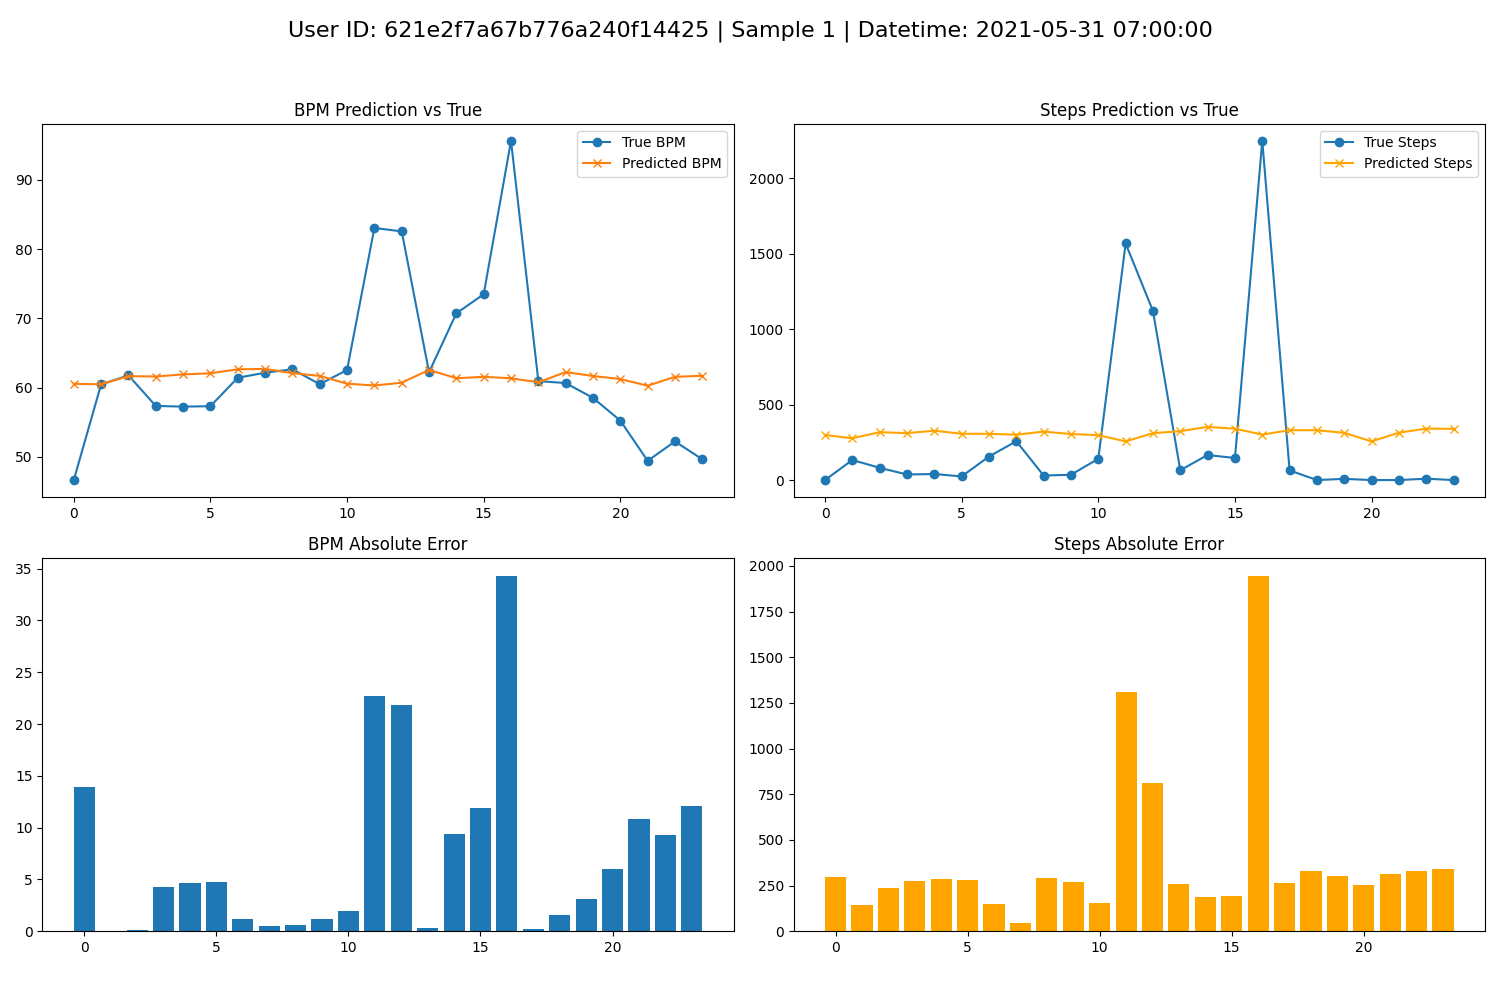 User ID: 621e2f7a67b776a240f14425 | Sample 1 | Datetime: 2021-05-31 07:00:00
BPM Prediction vs True
True BPM
Predicted BPM
90
80
70
60
50
0 5 10 15 20
Steps Prediction vs True
True Steps
Predicted Steps
2000
1500
1000
500
0
0 5 10 15 20
BPM Absolute Error
35
30
25
20
15
10
5
0
0 5 10 15 20
Steps Absolute Error
2000
1750
1500
1250
1000
750
500
250
0
0 5 10 15 20